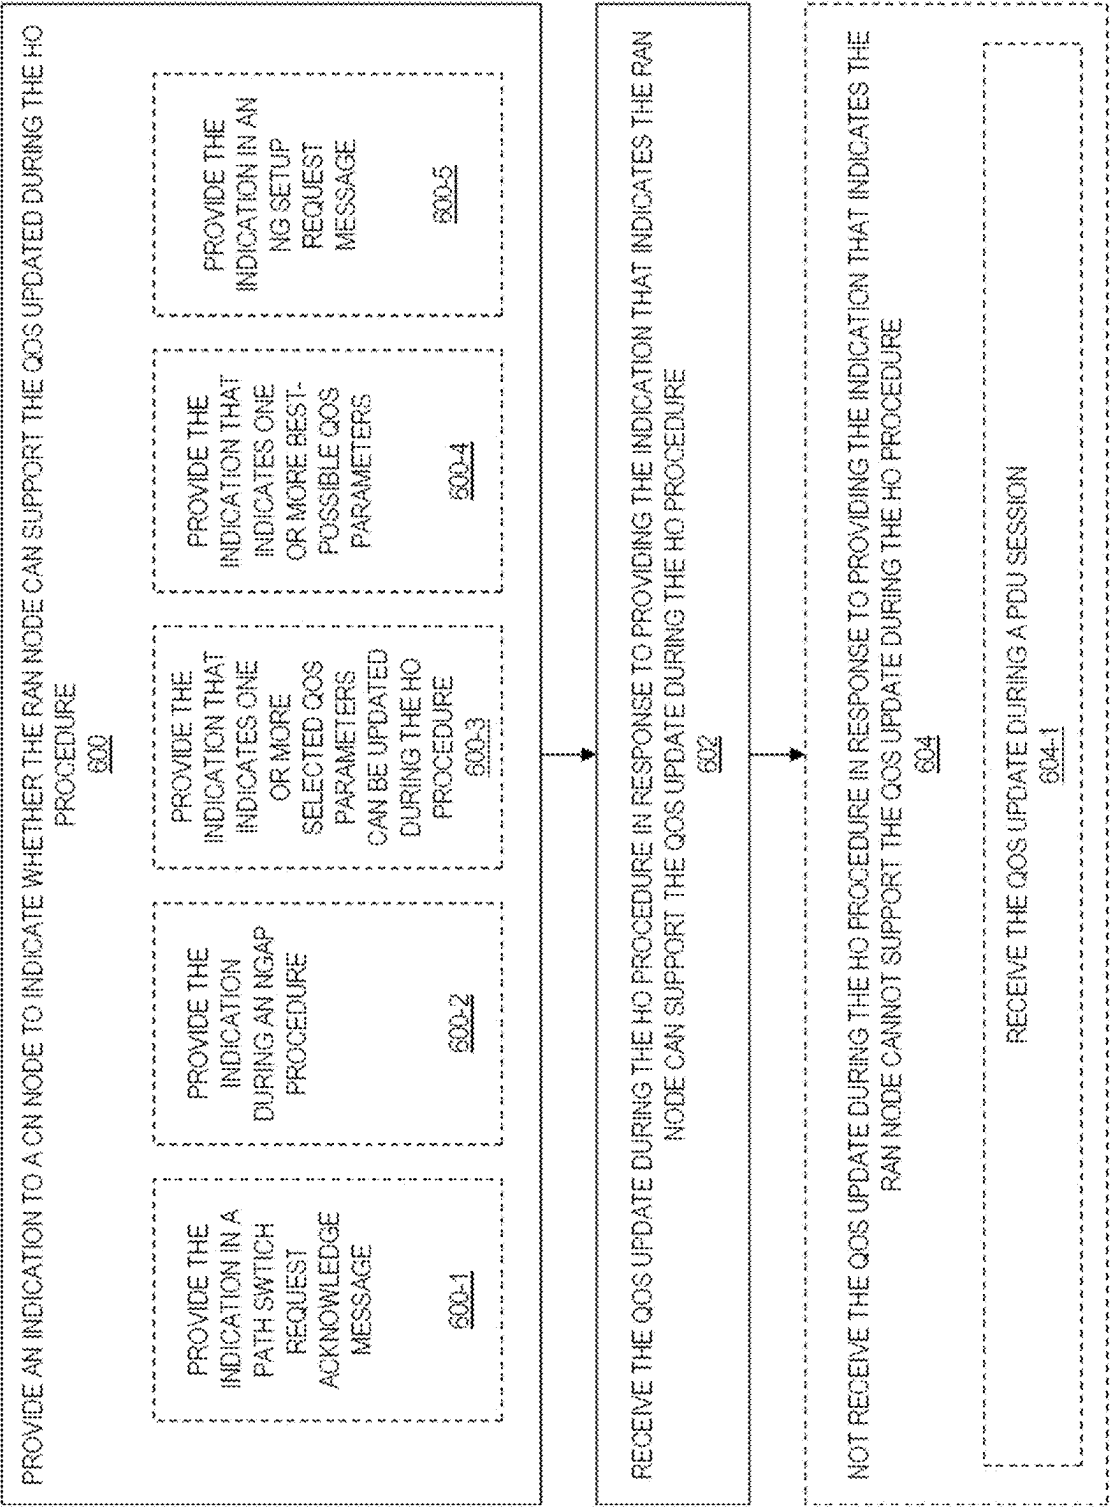 PROVIDE AN INDICATION TO A CN NODE TO INDICATE WHETHER THE RAN NODE CAN SUPPORT THE QOS UPDATED DURING THE HO
PROCEDURE
600
PROVIDE THE
INDICATION IN A
PATH SWTICH
REQUEST
ACKNOWLEDGE
MESSAGE
600-1
PROVIDE THE
INDICATION
DURING AN NGAP
PROCEDURE
600-2
PROVIDE THE
INDICATION THAT
INDICATES ONE
OR MORE
SELECTED QOS
PARAMETERS
CAN BE UPDATED
DURING THE HO
PROCEDURE
600-3
PROVIDE THE
INDICATION THAT
INDICATES ONE
OR MORE BEST-
POSSIBLE QOS
PARAMETERS
600-4
PROVIDE THE
INDICATION IN AN
NG SETUP
REQUEST
MESSAGE
600-5
RECEIVE THE QOS UPDATE DURING THE HO PROCEDURE IN RESPONSE TO PROVIDING THE INDICATION THAT INDICATES THE RAN
NODE CAN SUPPORT THE QOS UPDATE DURING THE HO PROCEDURE
602
NOT RECEIVE THE QOS UPDATE DURING THE HO PROCEDURE IN RESPONSE TO PROVIDING THE INDICATION THAT INDICATES THE
RAN NODE CANNOT SUPPORT THE QOS UPDATE DURING THE HO PROCEDURE
604
RECEIVE THE QOS UPDATE DURING A PDU SESSION
604-1